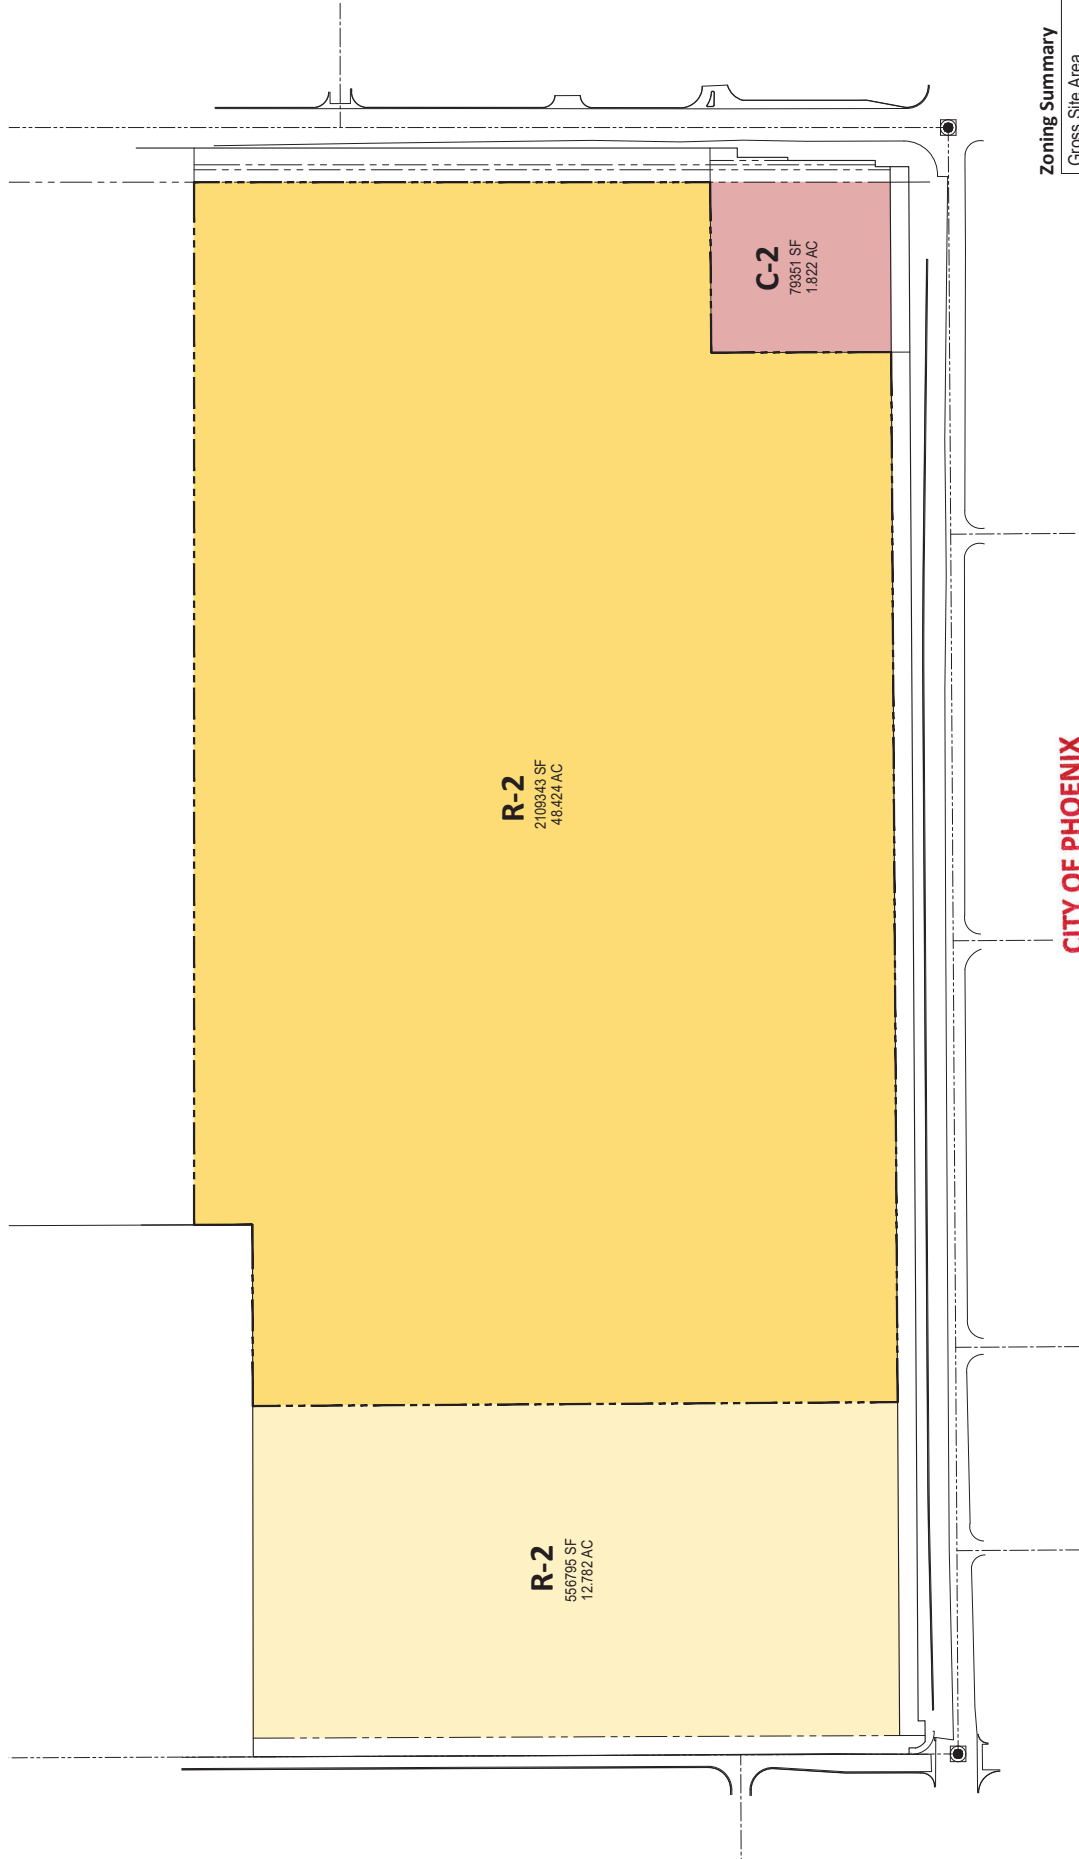 Zoning Summary
Gross Site Area
C-2
79351 SF
1.822 AC
R-2
2109343 SF
48.424 AC
CITY OF PHOENIX
R-2
556795 SF
12.782 AC